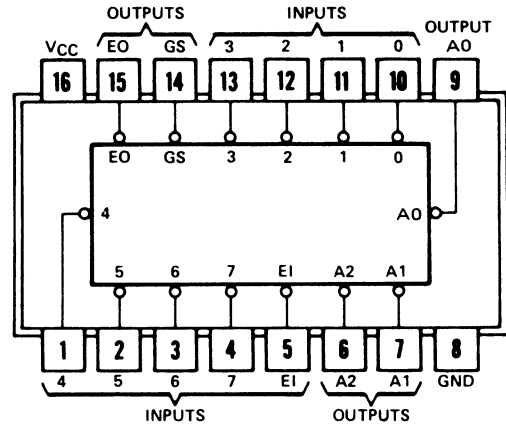 OUTPUTS INPUTS OUTPUT
VCC EO GS 3 2 1 0 A0
16 15 14 13 12 11 10 9
EO GS 3 2 1 0
4 A0
5 6 7 EI A2 A1
1 2 3 4 5 6 7 8
4 5 6 7 EI A2 A1 GND
INPUTS OUTPUTS